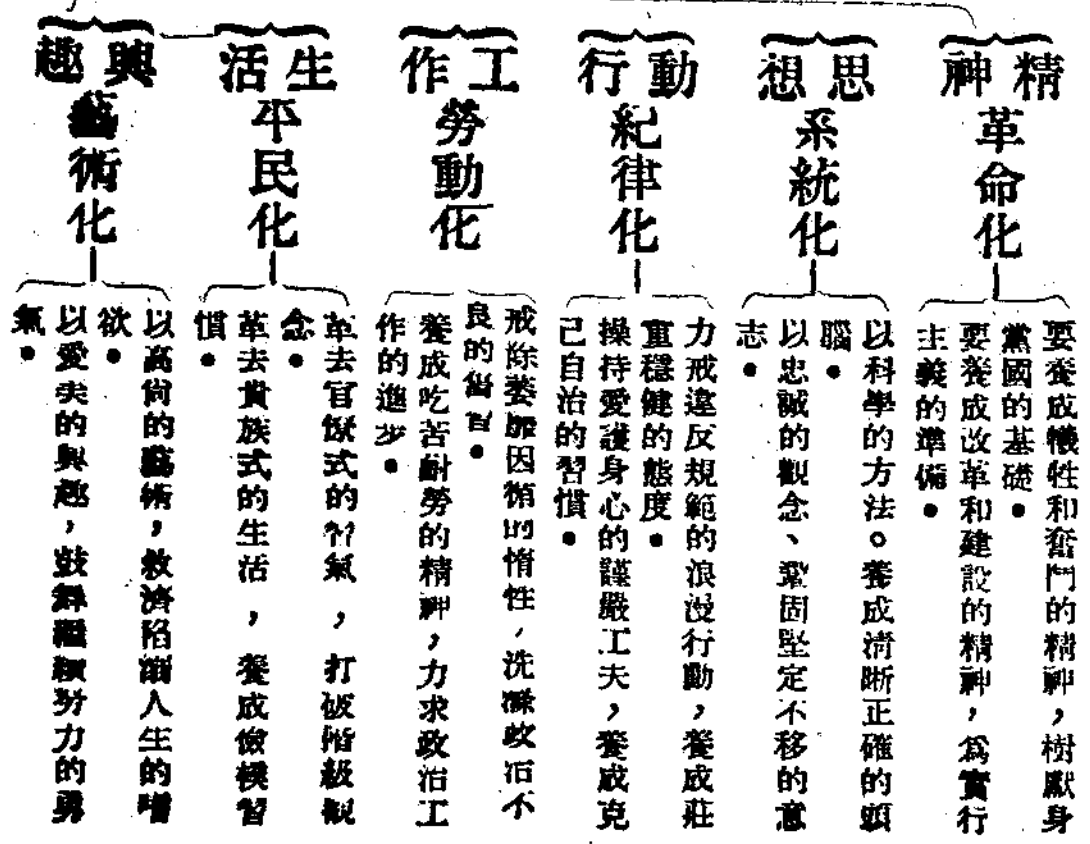 精神
革命化
要養成犧牲和奮鬥的精神，樹獻身
黨國的基礎●
要養成改革和建設的精神，爲實行
主義的準備●
思想
系統化
以科學的方法。養成清晰正確的頭
腦●
以忠誠的觀念、鞏固堅定不移的意
志●
行動
紀律化
力戒違反規範的浪漫行動，養成莊
重穩健的態度●
操持愛護身心的謹嚴工夫，養成克
己自治的習慣●
工作
勞動化
戒除萎靡因循的惰性，洗滌政治不
良的習
養成吃苦耐勞的精神，力求政治工
作的進步●
生活
平民化
革去官僚式的習氣，打破階級觀
念●
革去貴族式的生活，養成儉樸習
慣●
興趣
藝術化
以高尚的藝術，救濟陷溺人生的嗜
欲●
以愛美的興趣，鼓舞繼續努力的勇
氣●